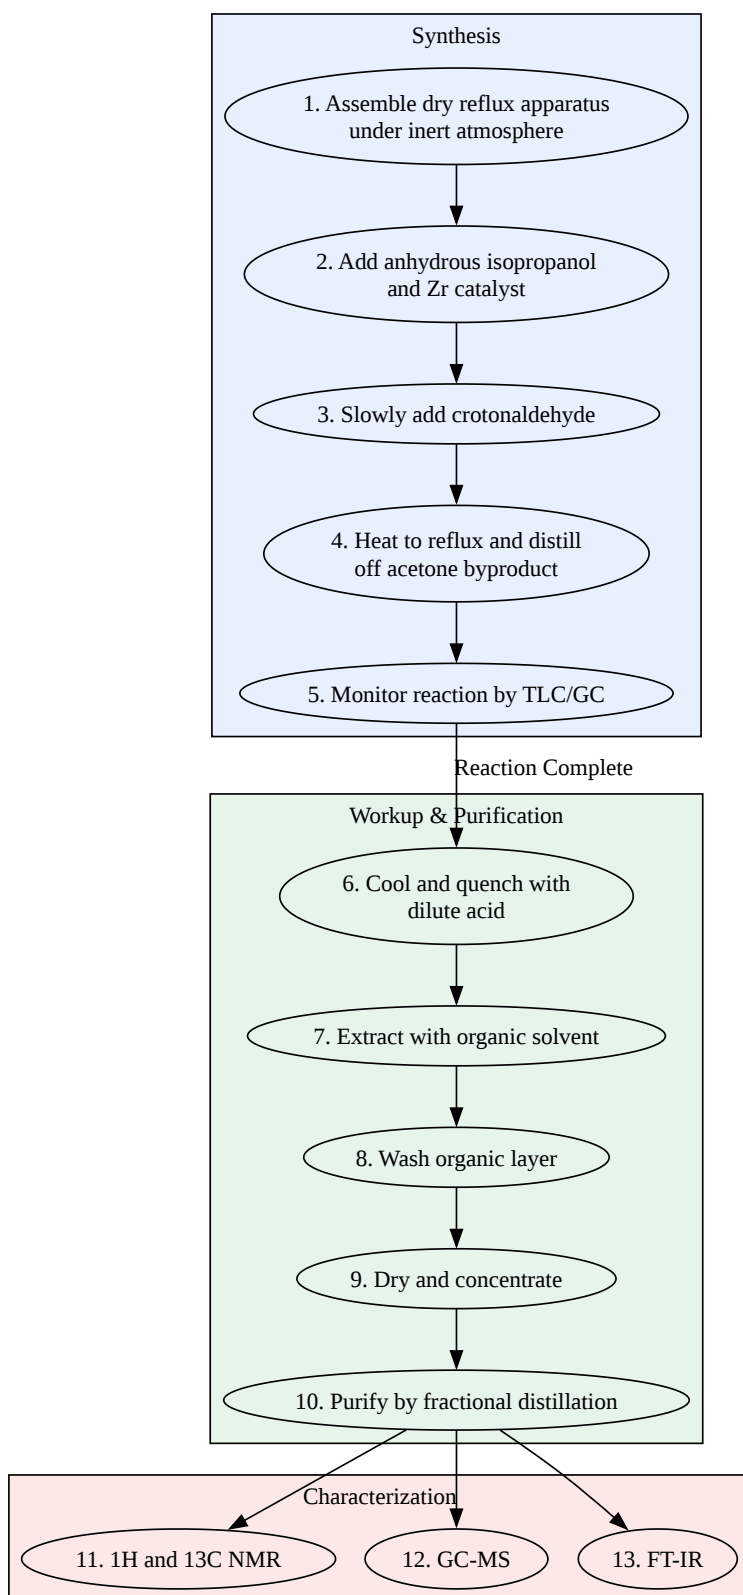 Synthesis
1. Assemble dry reflux apparatus
under inert atmosphere
2. Add anhydrous isopropanol
and Zr catalyst
3. Slowly add crotonaldehyde
4. Heat to reflux and distill
off acetone byproduct
5. Monitor reaction by TLC/GC
Reaction Complete
Workup & Purification
6. Cool and quench with
dilute acid
7. Extract with organic solvent
8. Wash organic layer
9. Dry and concentrate
10. Purify by fractional distillation
Characterization
11. 1H and 13C NMR
12. GC-MS
13. FT-IR